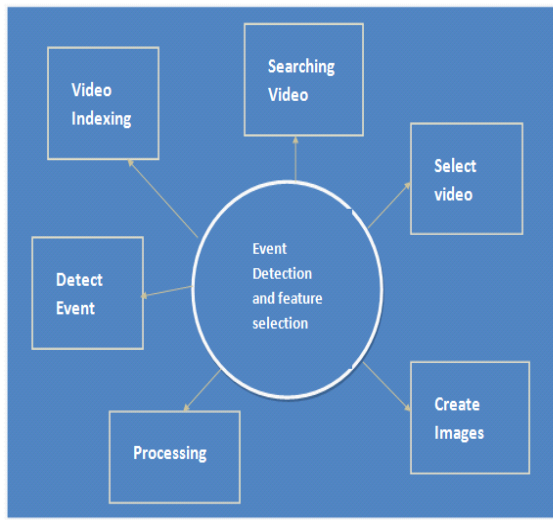 Searching
Video
Video
Indexing
Select
video
Event
Detection
and feature
selection
Detect
Event
Create
Images
Processing